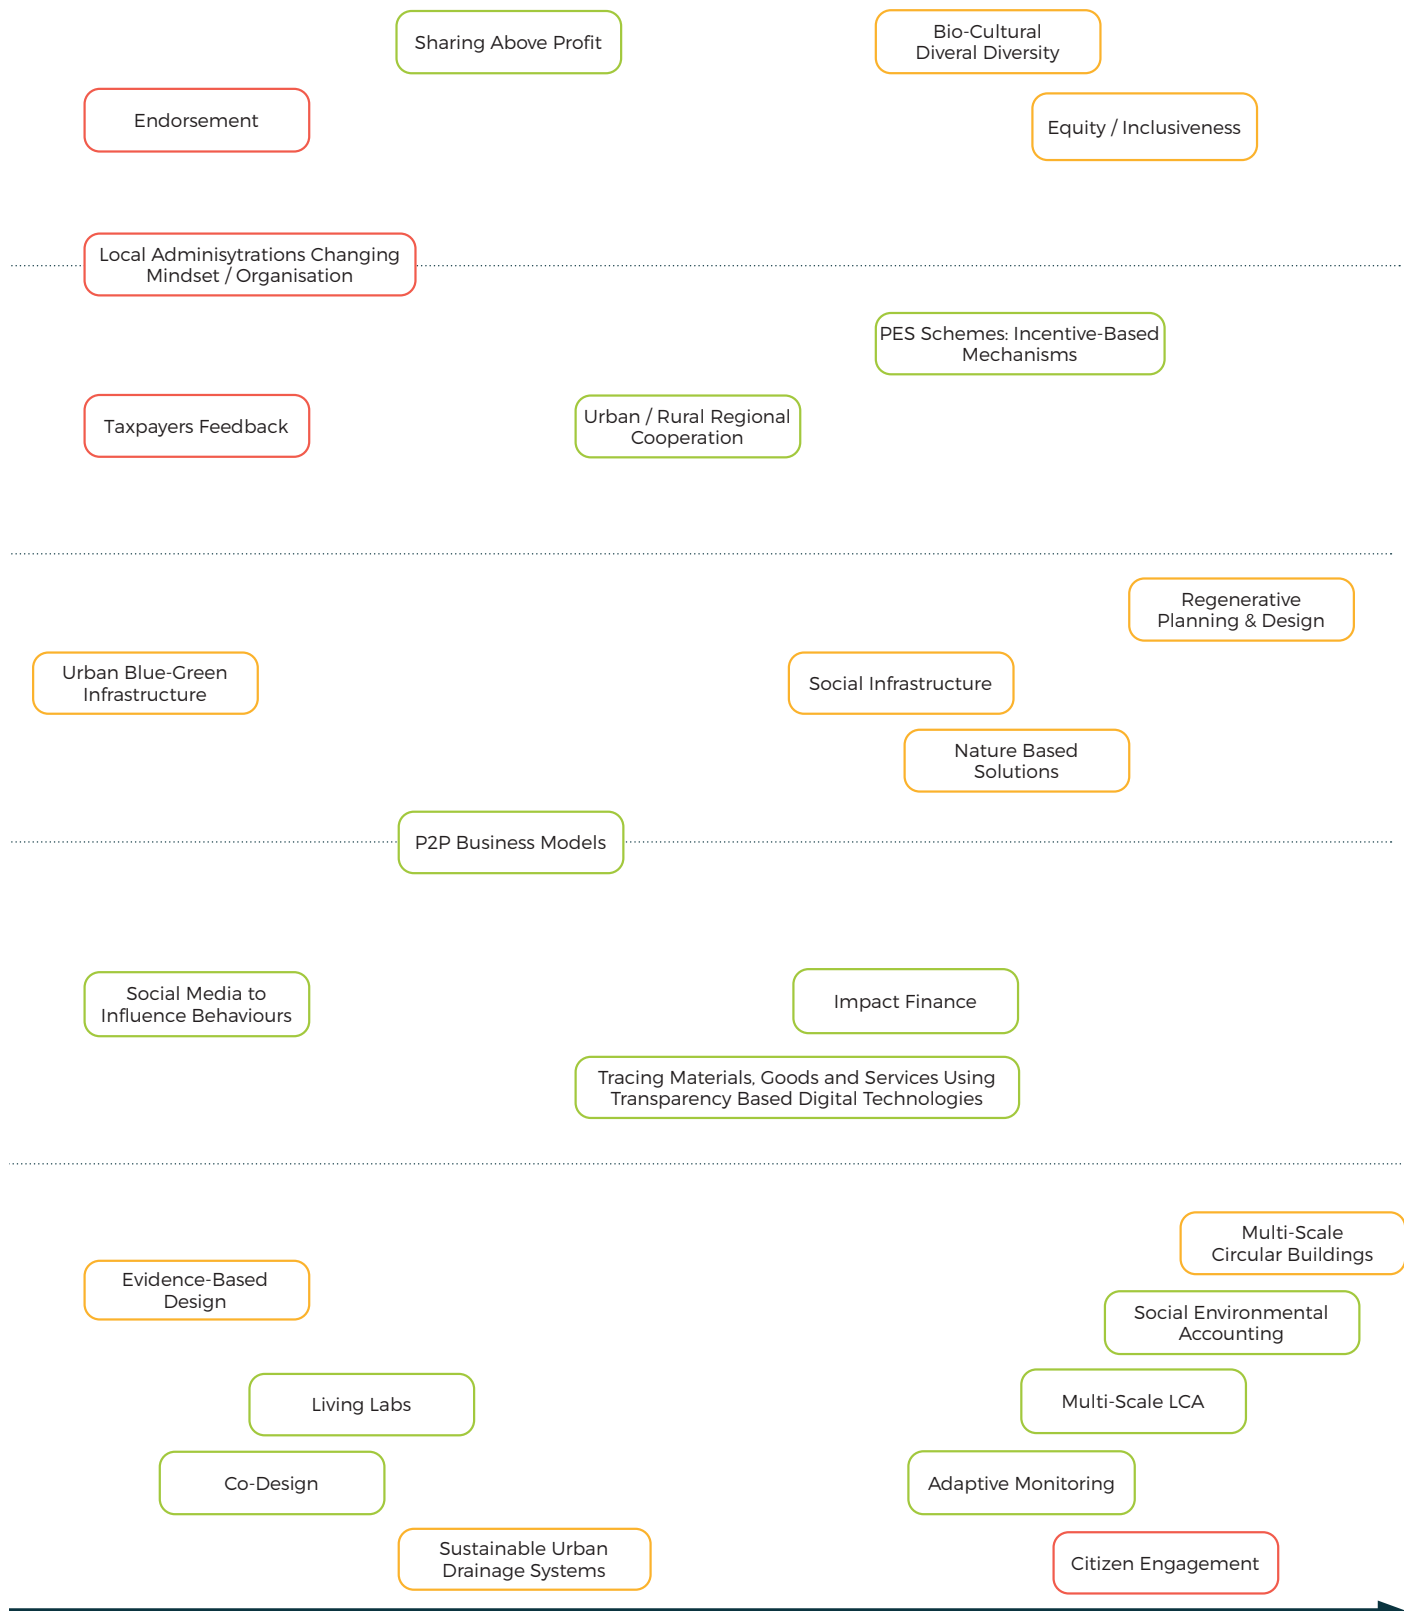 Sharing Above Profit
Bio-Cultural
Diveral Diversity
Endorsement
Equity / Inclusiveness
Local Adminisytrations Changing
Mindset / Organisation
PES Schemes: Incentive-Based
Mechanisms
Taxpayers Feedback
Urban / Rural Regional
Cooperation
Regenerative
Planning & Design
Urban Blue-Green
Infrastructure
Social Infrastructure
Nature Based
Solutions
P2P Business Models
Social Media to
Influence Behaviours
Impact Finance
Tracing Materials, Goods and Services Using
Transparency Based Digital Technologies
Multi-Scale
Circular Buildings
Evidence-Based
Design
Social Environmental
Accounting
Living Labs
Multi-Scale LCA
Co-Design
Adaptive Monitoring
Sustainable Urban
Drainage Systems
Citizen Engagement